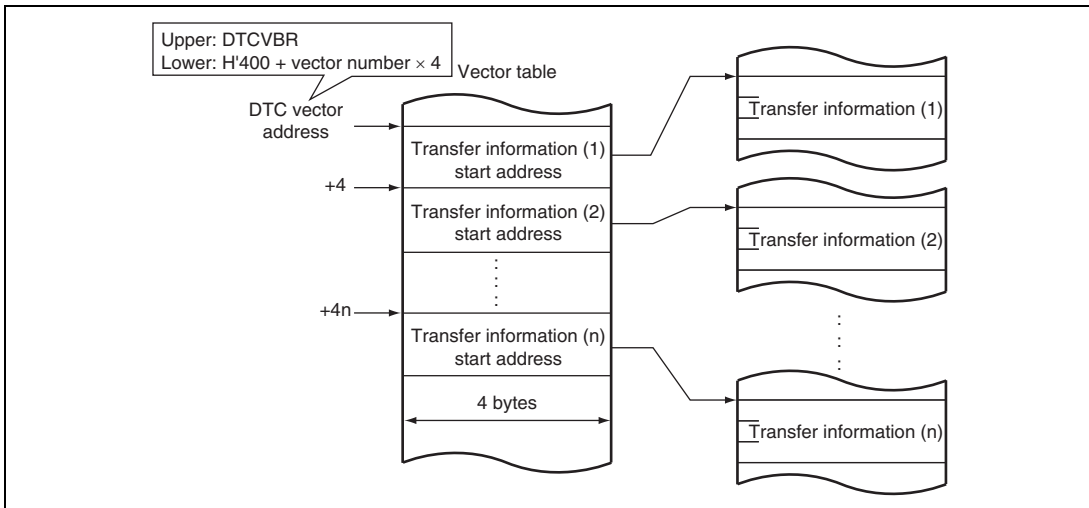 Upper: DTCVBR
Lower: H'400 + vector number × 4
Vector table
DTC vector
address
Transfer information (1)
start address
+4
Transfer information (2)
start address
+4n
Transfer information (n)
start address
4 bytes
Transfer information (1)
Transfer information (2)
Transfer information (n)